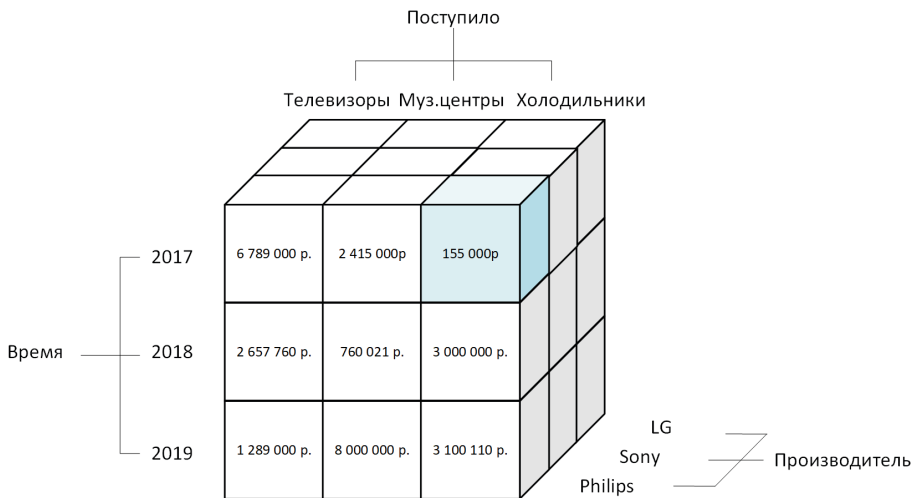 Поступило
Телевизоры Муз.центры Холодильники
2017 6 789 000 р. 2 415 000р 155 000р
Время 2018 2 657 760 р. 760 021 р. 3 000 000 р.
2019 1 289 000 р. 8 000 000 р. 3 100 110 р.
LG
Sony Производитель
Philips